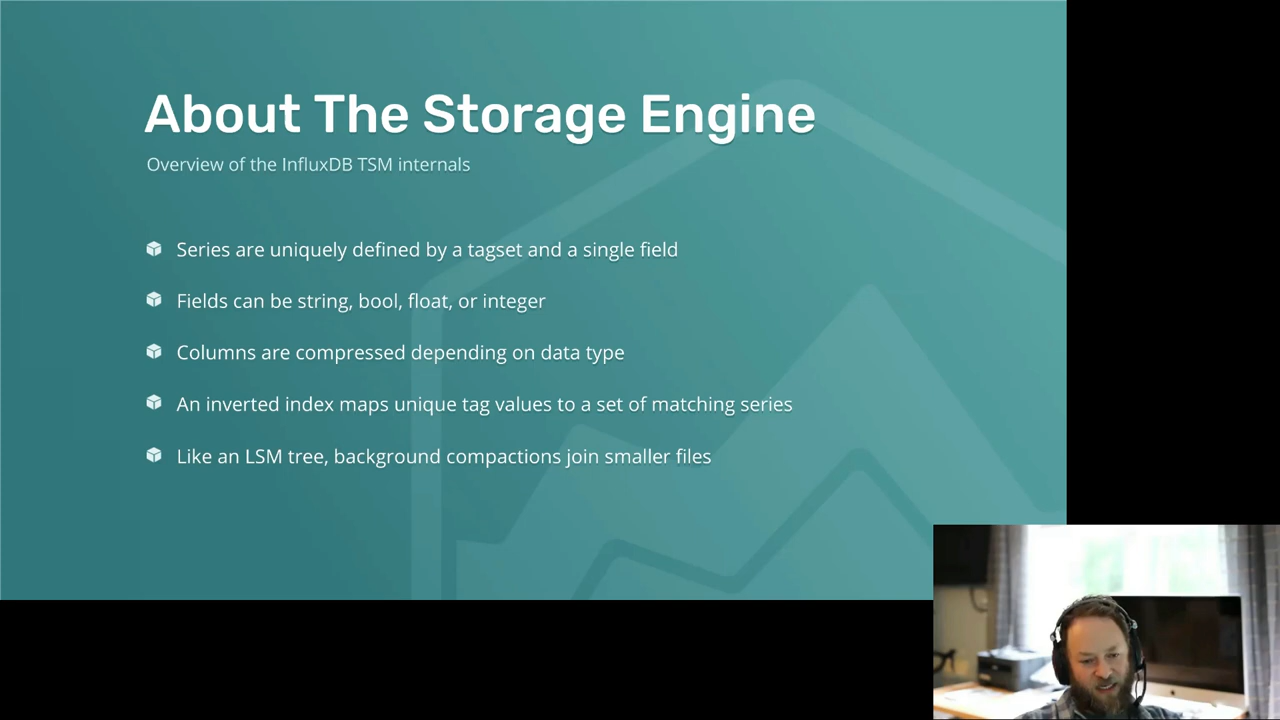 About The Storage Engine
Overview of the InfluxDB TSM internals
Series are uniquely defined by a tagset and a single field
Fields can be string, bool, float, or integer
Columns are compressed depending on data type
An inverted index maps unique tag values to a set of matching series
Like an LSM tree, background compactions join smaller files